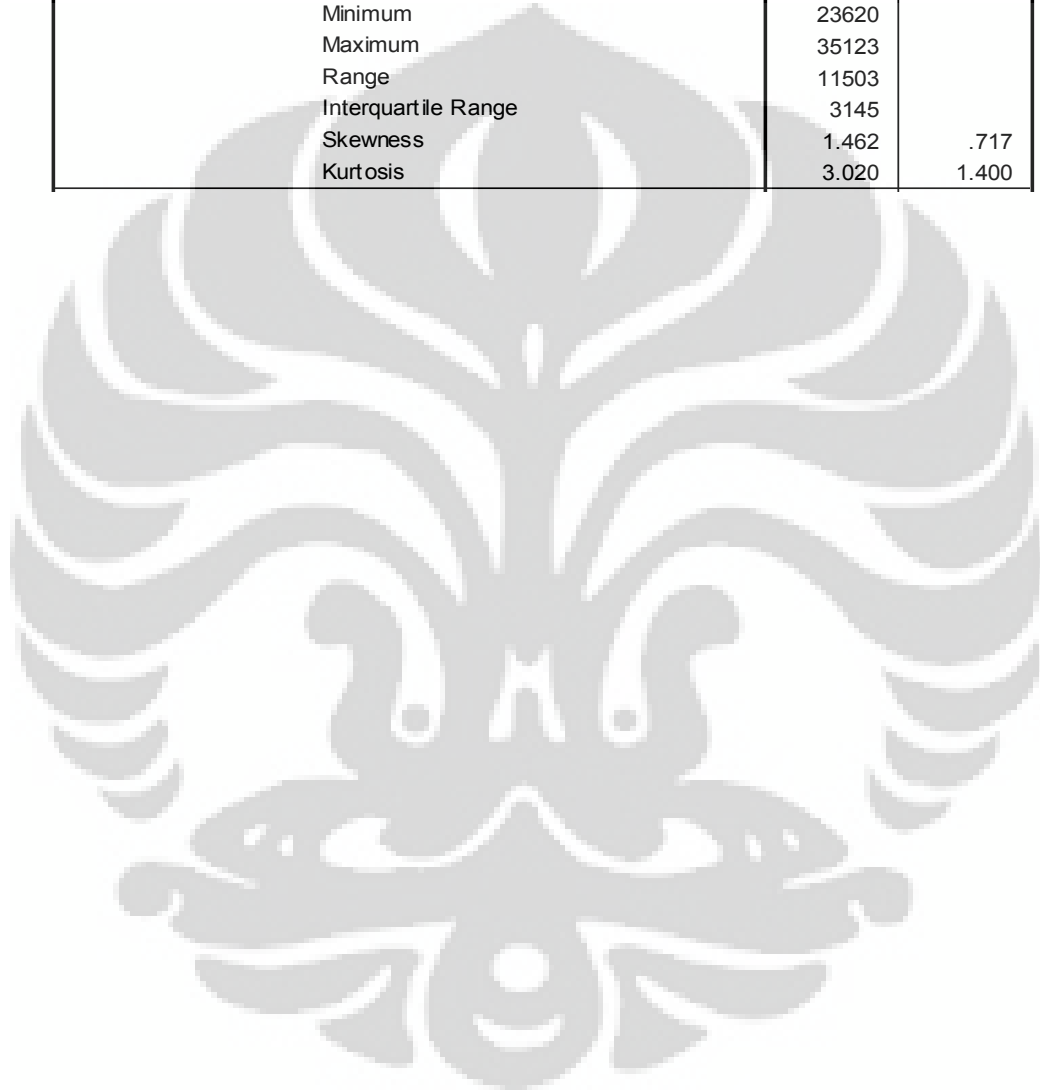 Minimum 23620
Maximum 35123
Range 11503
Interquartile Range 3145
Skewness 1.462 .717
Kurtosis 3.020 1.400